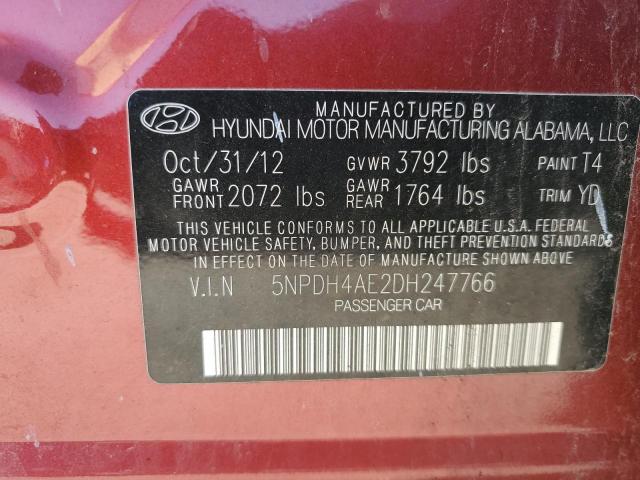 MANUFACTURED BY
HYUNDAI MOTOR MANUFACTURING ALABAMA, LLC
Oct/31/12 GVWR 3792 lbs PAINT T4
GAWR FRONT 2072 lbs GAWR REAR 1764 lbs TRIM YD
THIS VEHICLE CONFORMS TO ALL APPLICABLE U.S.A. FEDERAL
MOTOR VEHICLE SAFETY, BUMPER, AND THEFT PREVENTION STANDARDS
IN EFFECT ON THE DATE OF MANUFACTURE SHOWN ABOVE.
V.I.N 5NPDH4AE2DH247766
PASSENGER CAR